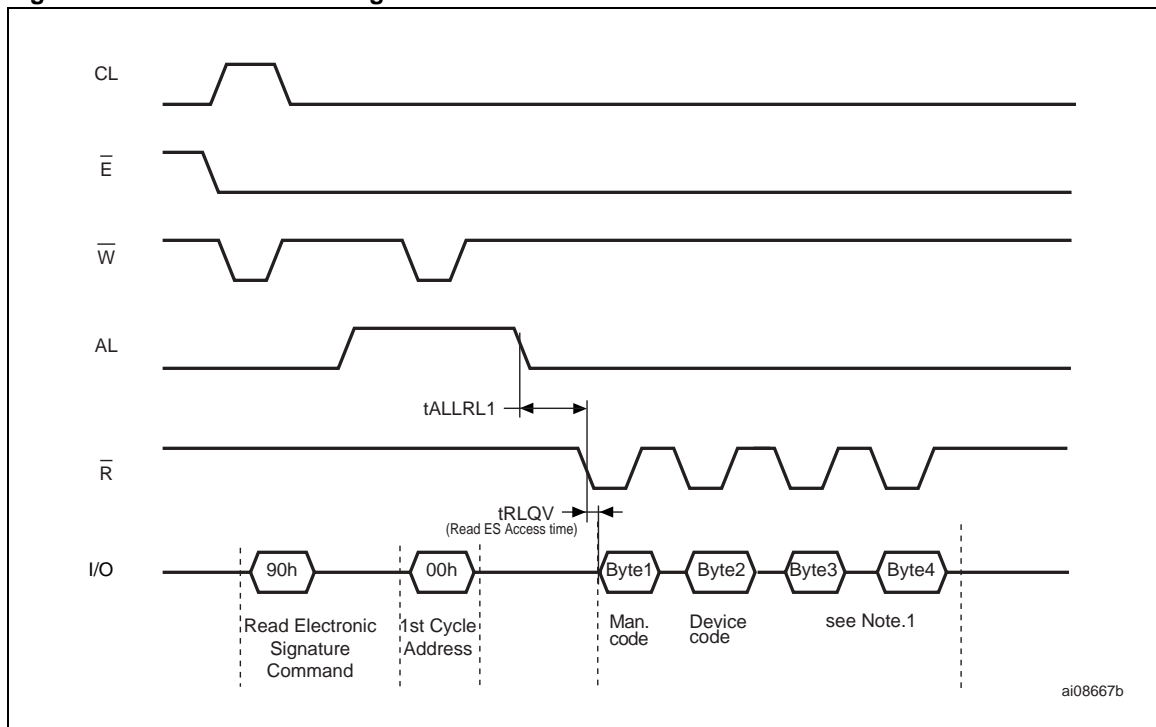 CL
E
W
AL
tALLRL1
R
tRLQV
(Read ES Access time)
I/O
90h
00h
Byte1
Byte2
Byte3
Byte4
Read Electronic
Signature
Command
1st Cycle
Address
Man.
code
Device
code
see Note.1
ai08667b